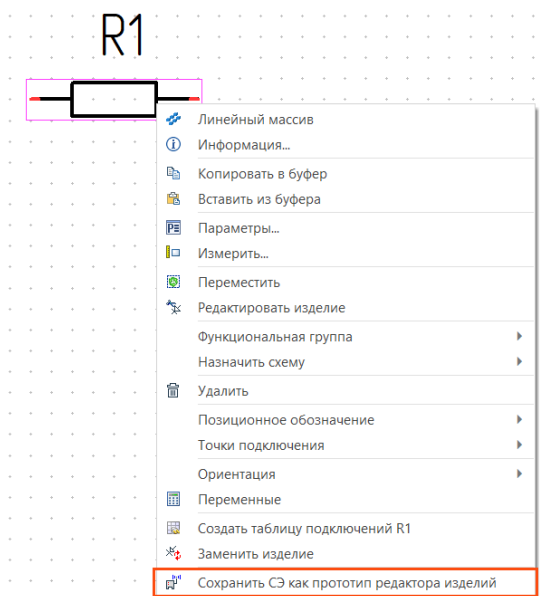 R1
Линейный массив
Информация...
Копировать в буфер
Вставить из буфера
Параметры...
Измерить...
Переместить
Редактировать изделие
Функциональная группа
Назначить схему
Удалить
Позиционное обозначение
Точки подключения
Ориентация
Переменные
Создать таблицу подключений R1
Заменить изделие
Сохранить СЭ как прототип редактора изделий